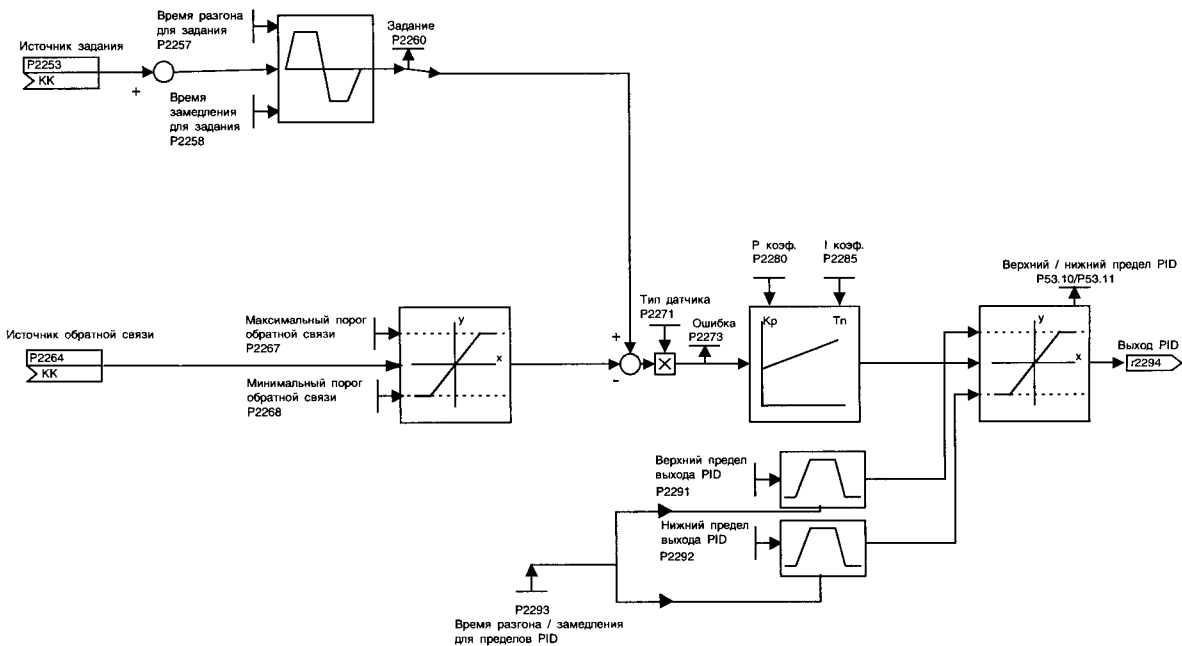 Время разгона
для задания
P2257
Задание
P2260
Источник задания
P2253
КК
+
Время
замедления
для задания
P2258
P коэф.
P2280
I коэф.
P2285
Верхний / нижний предел PID
P53.10/P53.11
Тип датчика
P2271
Ошибка
P2273
Максимальный порог
обратной связи
P2267
y
x
Kp
Tn
y
x
+
-
Источник обратной связи
P2264
КК
Выход PID
r2294
Минимальный порог
обратной связи
P2268
Верхний предел
выхода PID
P2291
Нижний предел
выхода PID
P2292
P2293
Время разгона / замедления
для пределов PID